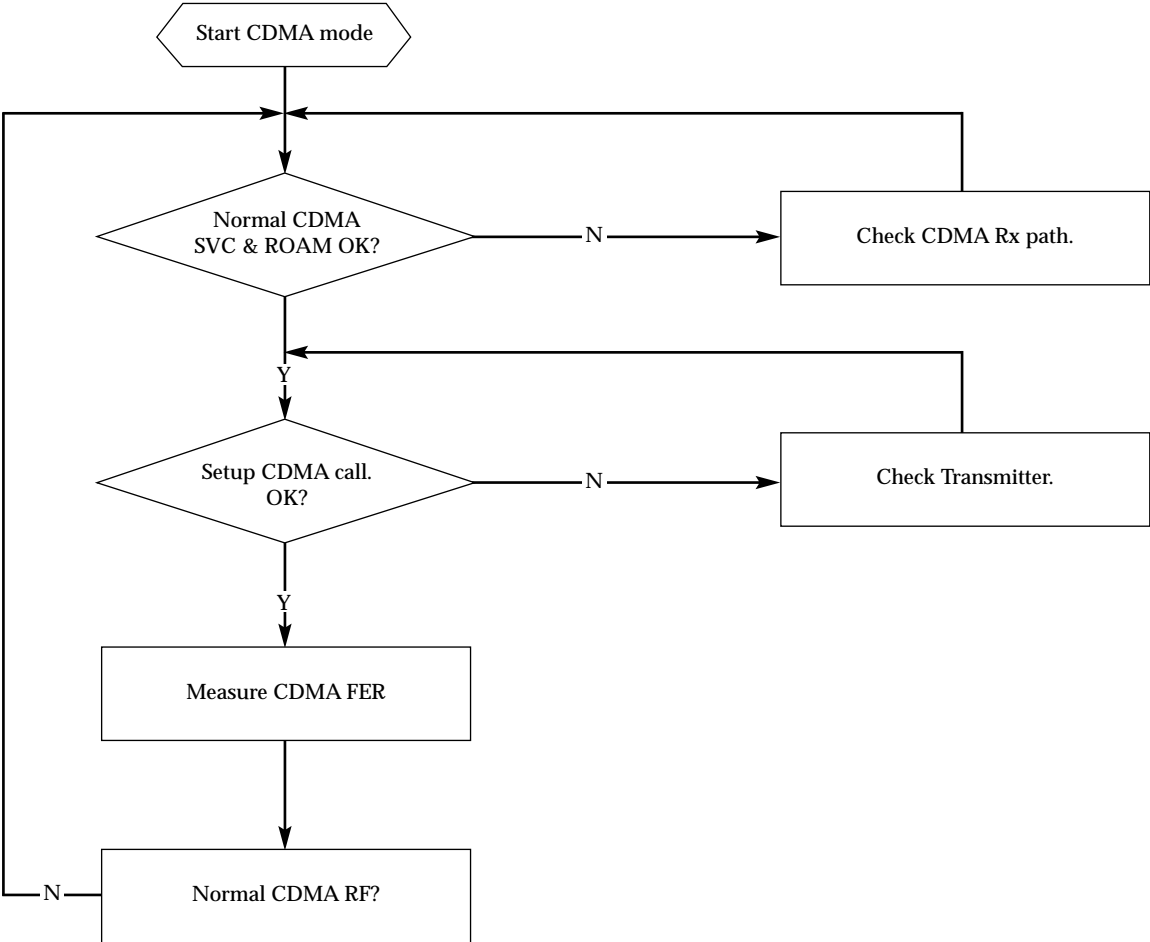 Start CDMA mode
Normal CDMA
SVC & ROAM OK?
N
Check CDMA Rx path.
Y
Setup CDMA call.
OK?
N
Check Transmitter.
Y
Measure CDMA FER
N
Normal CDMA RF?